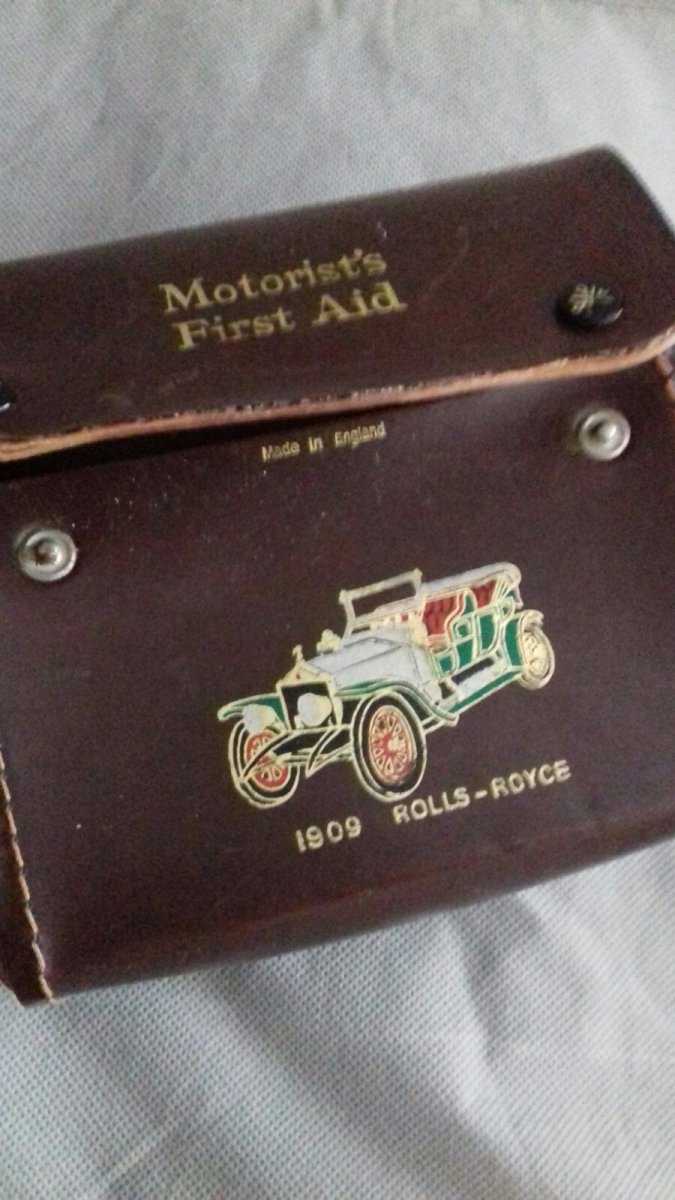 Motorist's
First Aid
Made in England
1909 ROLLS-ROYCE